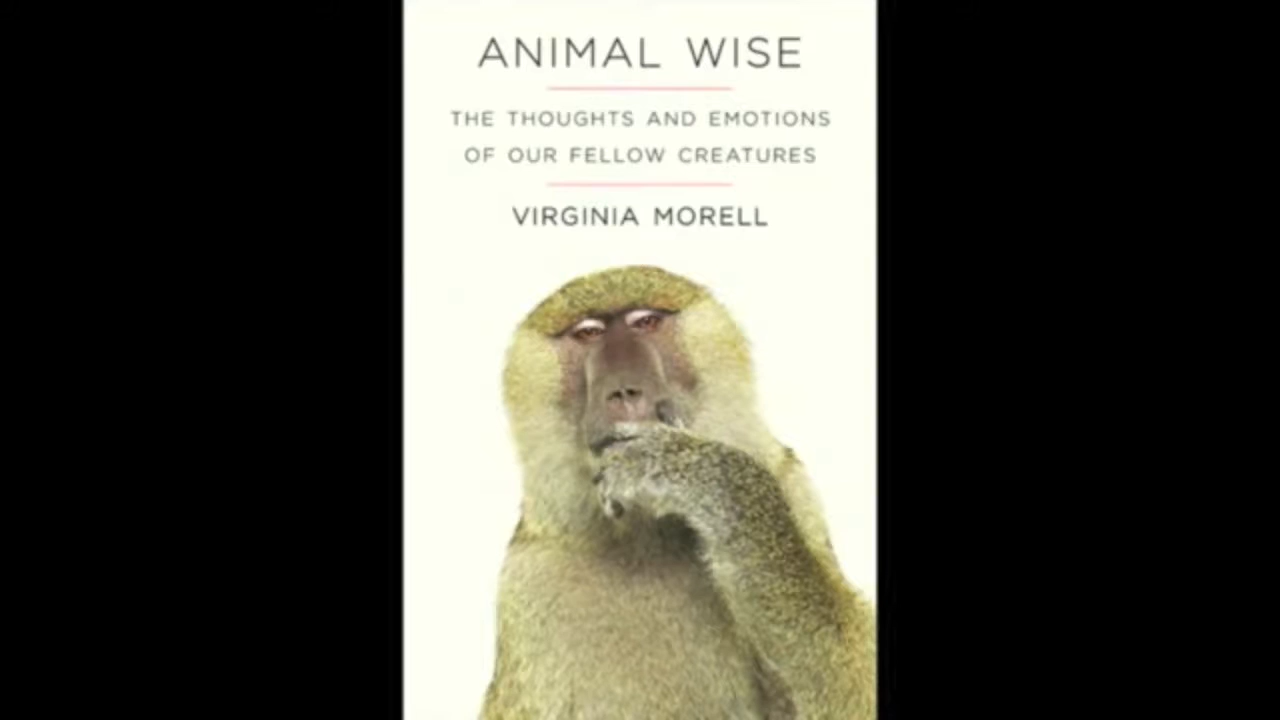 ANIMAL WISE
THE THOUGHTS AND EMOTIONS
OF OUR FELLOW CREATURES
VIRGINIA MORELL